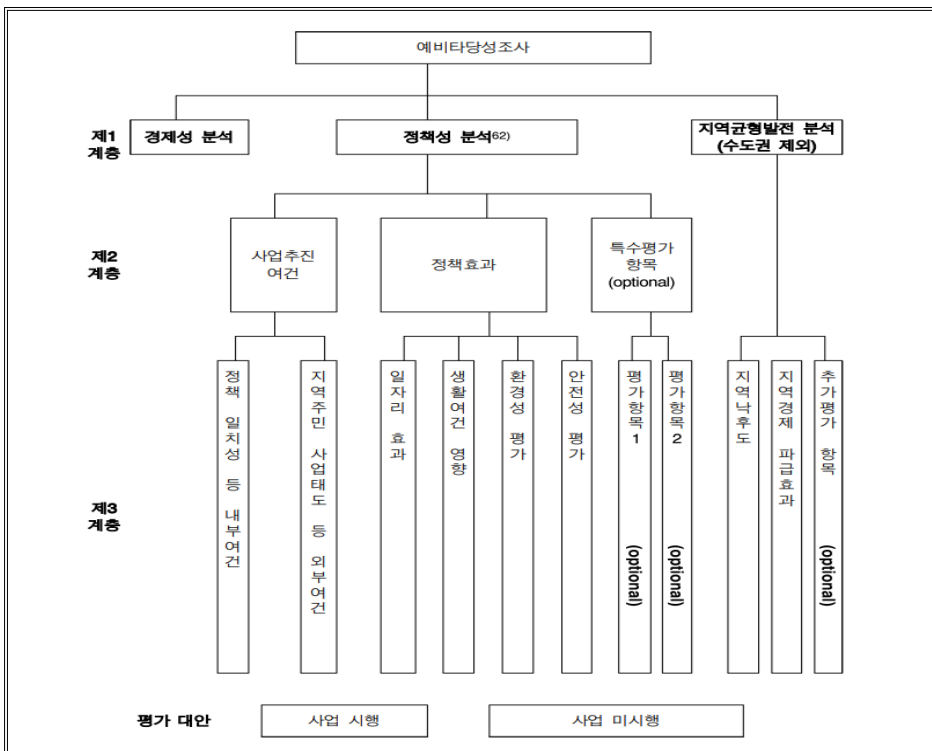 예비타당성조사
제1
계층
경제성 분석
정책성 분석62)
지역균형발전 분석
(수도권 제외)
제2
계층
사업추진
여건
정책효과
특수평가
항목
(optional)
제3
계층
정책 일치성 등 내부여건
지역주민 사업태도 등 외부여건
일자리 효과
생활여건 영향
환경성 평가
안전성 평가
평가항목1 (optional)
평가항목2 (optional)
지역낙후도
지역경제 파급효과
추가평가 항목 (optional)
평가 대안
사업 시행
사업 미시행